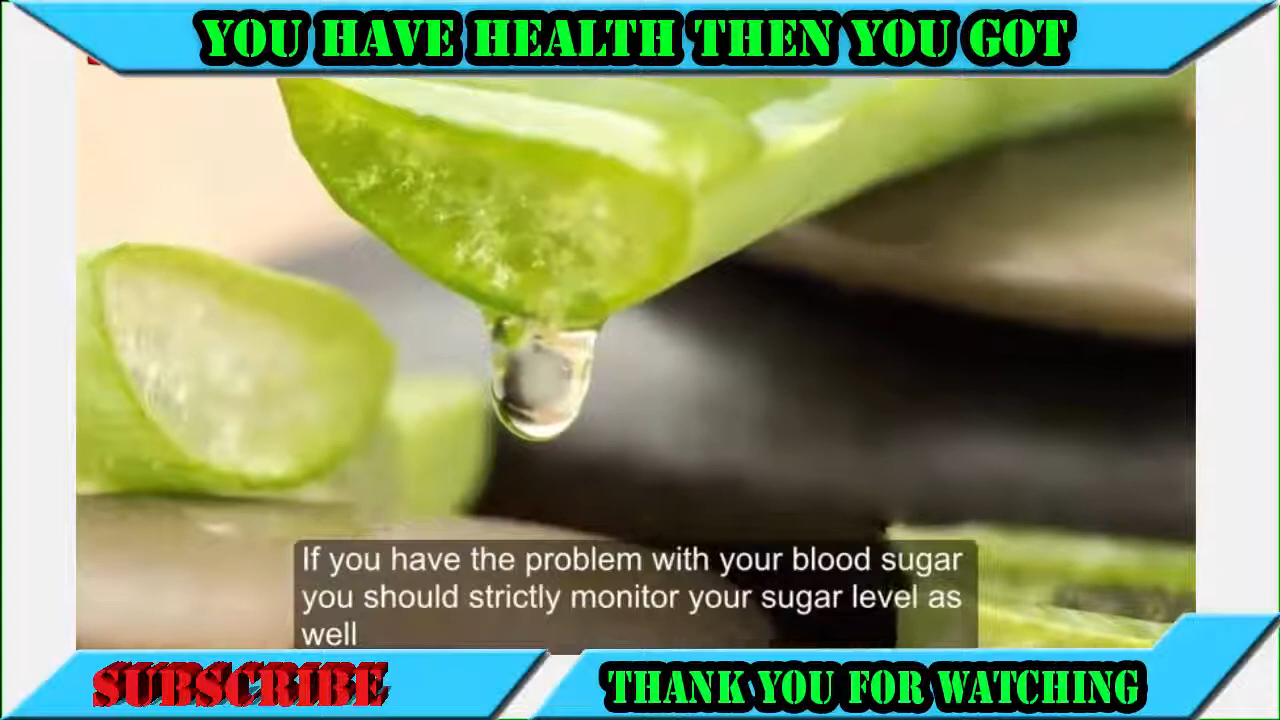 YOU HAVE HEALTH THEN YOU GOT
If you have the problem with your blood sugar
you should strictly monitor your sugar level as
well
SUBSCRIBE
THANK YOU FOR WATCHING